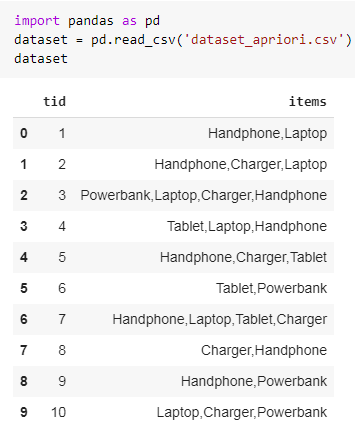 import pandas as pd
dataset = pd.read_csv('dataset_apriori.csv')
dataset
tid items
0 1 Handphone,Laptop
1 2 Handphone,Charger,Laptop
2 3 Powerbank,Laptop,Charger,Handphone
3 4 Tablet,Laptop,Handphone
4 5 Handphone,Charger,Tablet
5 6 Tablet,Powerbank
6 7 Handphone,Laptop,Tablet,Charger
7 8 Charger,Handphone
8 9 Handphone,Powerbank
9 10 Laptop,Charger,Powerbank